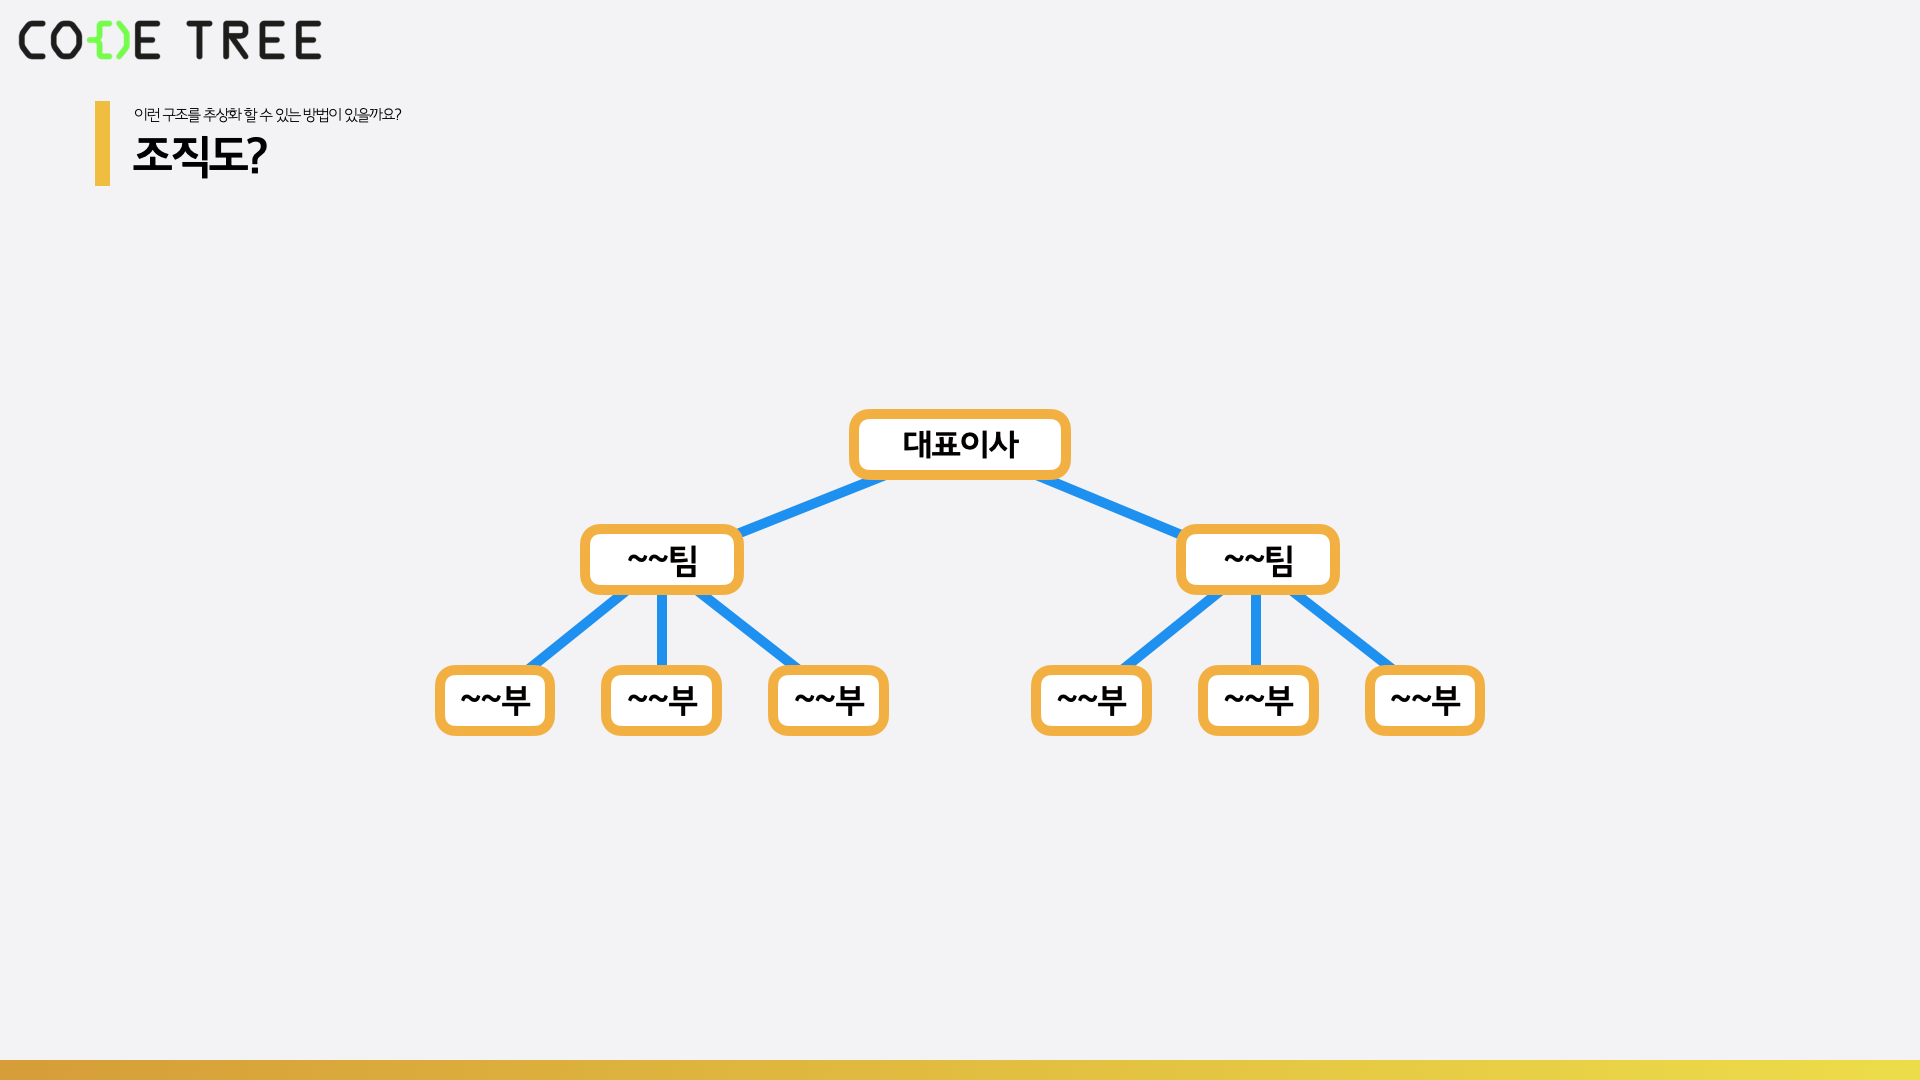 CODE TREE
이런 구조를 추상화 할 수 있는 방법이 있을까요?
조직도?
대표이사
~~팀
~~팀
~~부
~~부
~~부
~~부
~~부
~~부